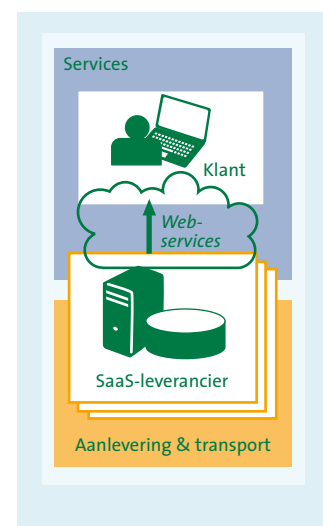 Services
Klant
Web-
services
SaaS-leverancier
Aanlevering & transport